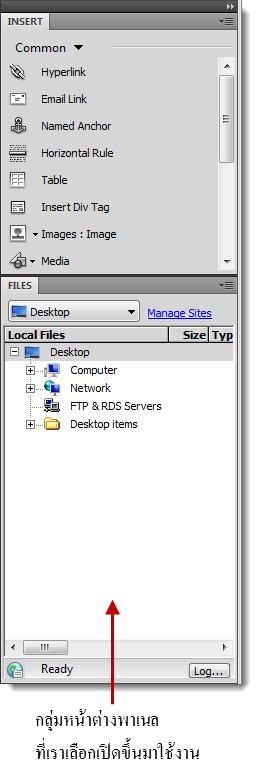 INSERT
Common
Hyperlink
Email Link
Named Anchor
Horizontal Rule
Table
Insert Div Tag
Images : Image
Media
FILES
Desktop
Manage Sites
Local Files Size Typ
Desktop
Computer
Network
FTP & RDS Servers
Desktop items
Ready
Log...
กลุ่มหน้าต่างพาเนล
ที่เราเลือกเปิดขึ้นมาใช้งาน